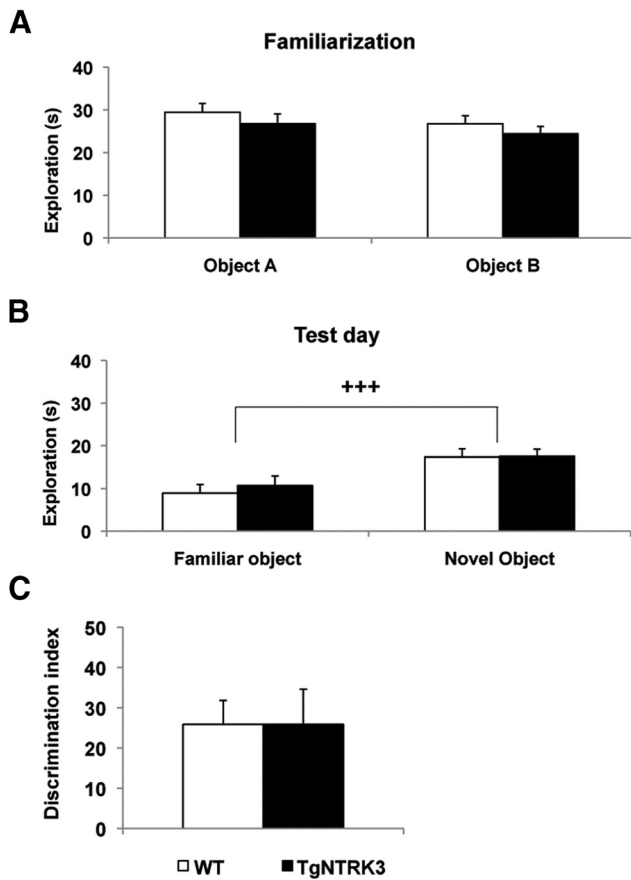 A
Familiarization
Exploration (s)
40
30
20
10
0
Object A Object B
B
Test day
Exploration (s)
40
30
20
10
0
+++
Familiar object Novel Object
C
Discrimination index
50
40
30
20
10
0
WT TgNTRK3